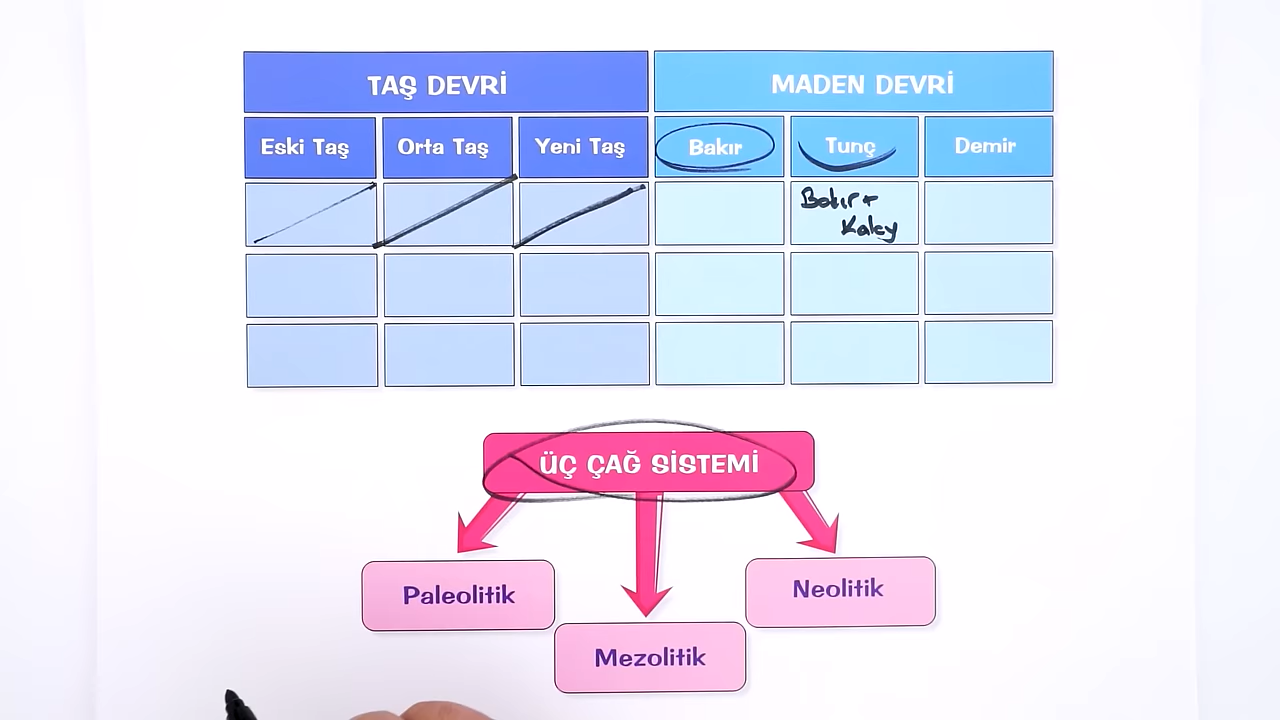 TAŞ DEVRİ
MADEN DEVRİ
Eski Taş
Orta Taş
Yeni Taş
Bakır
Tunç
Demir
Bakır +
Kalay
ÜÇ ÇAĞ SİSTEMİ
Paleolitik
Neolitik
Mezolitik